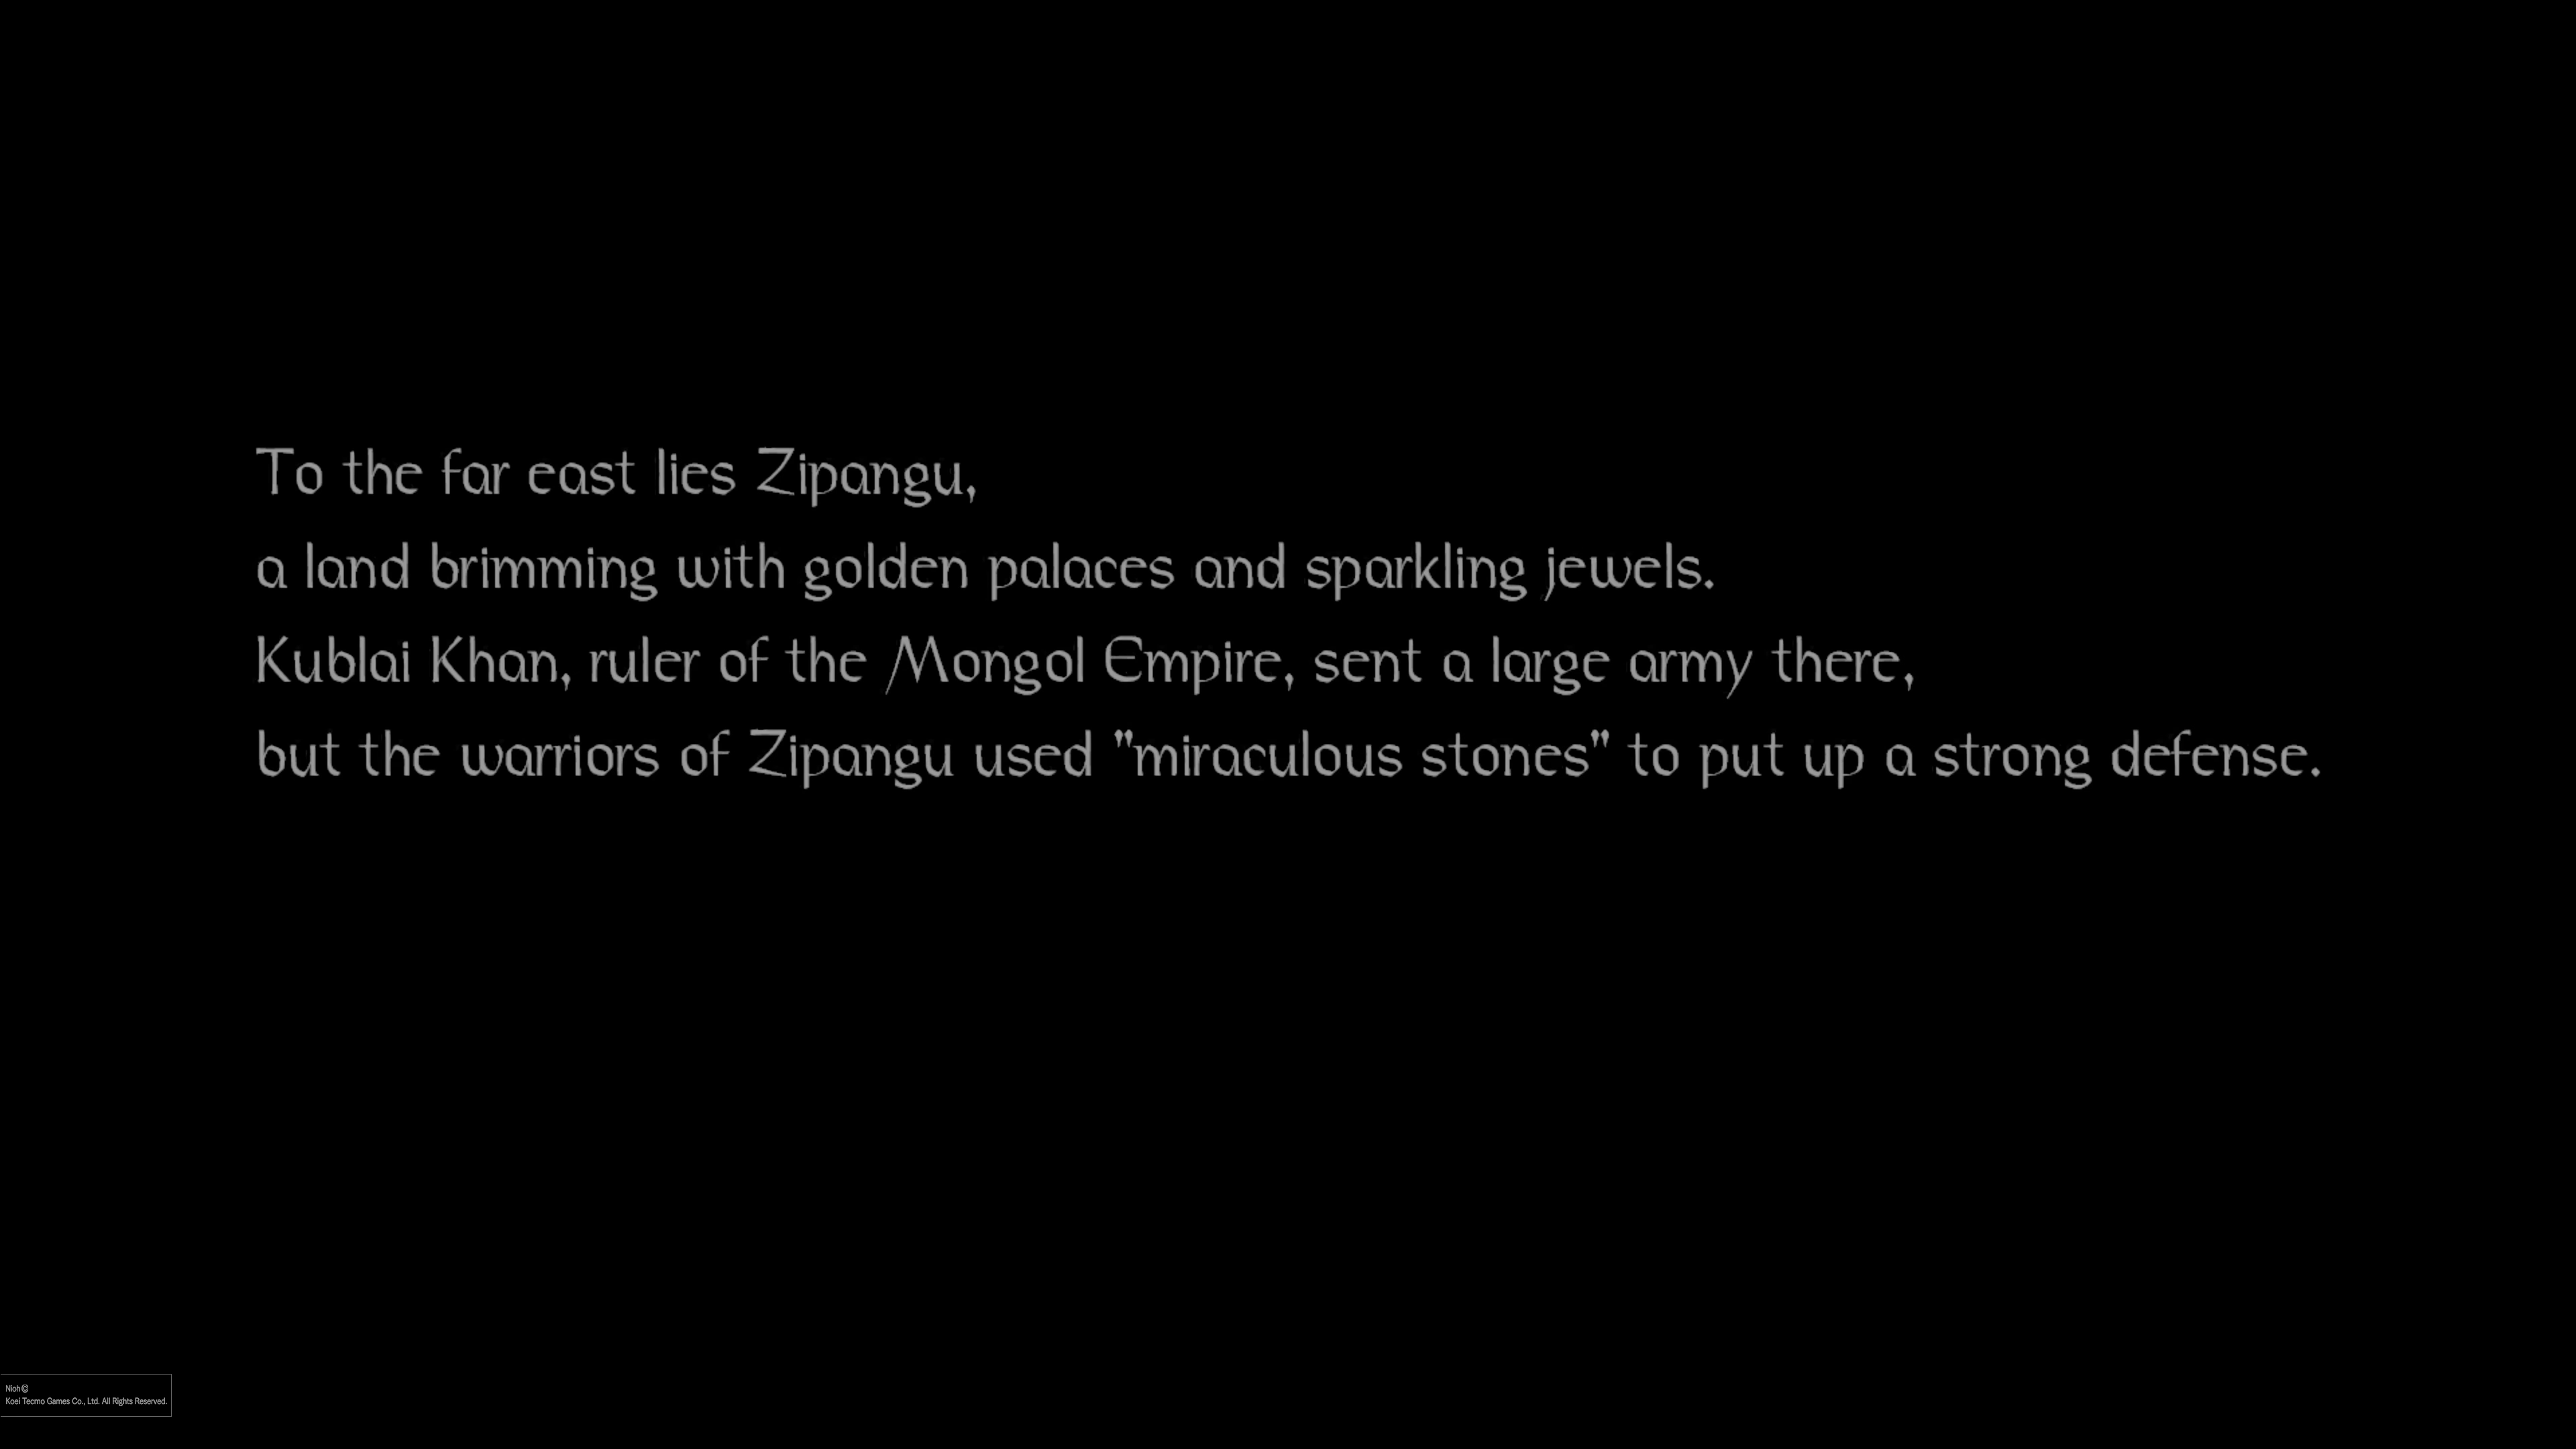 To the far east lies Zipangu,
a land brimming with golden palaces and sparkling jewels.
Kublai Khan, ruler of the Mongol Empire, sent a large army there,
but the warriors of Zipangu used "miraculous stones" to put up a strong defense.
Nioh©
Koei Tecmo Games Co., Ltd. All Rights Reserved.